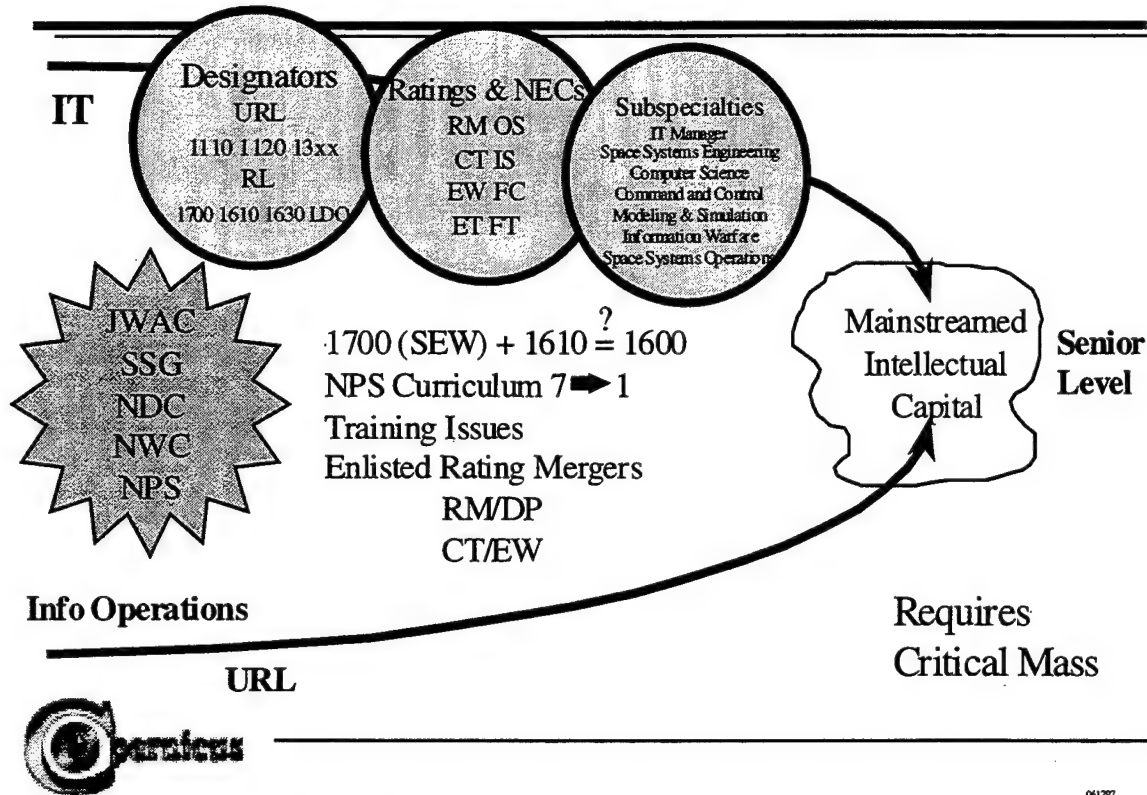 IT
Designators
URL
1110 1120 13xx
RL
1700 1610 1630 LDO
Ratings & NECs
RM OS
CT IS
EW FC
ET FT
Subspecialties
IT Manager
Space Systems Engineering
Computer Science
Command and Control
Modeling & Simulation
Information Warfare
Space Systems Operations
JWAC
SSG
NDC
NWC
NPS
?
1700 (SEW) + 1610 = 1600
NPS Curriculum 7 ➡ 1
Training Issues
Enlisted Rating Mergers
RM/DP
CT/EW
Mainstreamed
Intellectual
Capital
Senior
Level
Info Operations
URL
Requires
Critical Mass
Copernicus
061297